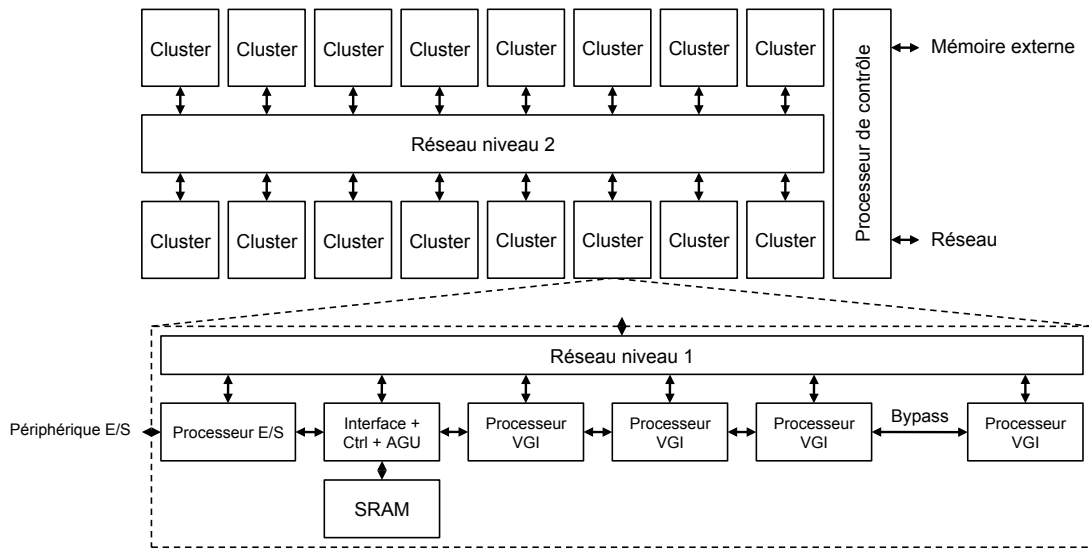 Cluster Cluster Cluster Cluster Cluster Cluster Cluster Cluster
Mémoire externe
Réseau niveau 2
Processeur de contrôle
Cluster Cluster Cluster Cluster Cluster Cluster Cluster Cluster
Réseau
Réseau niveau 1
Périphérique E/S
Processeur E/S
Interface +
Ctrl + AGU
Processeur
VGI
Processeur
VGI
Processeur
VGI
Bypass
Processeur
VGI
SRAM